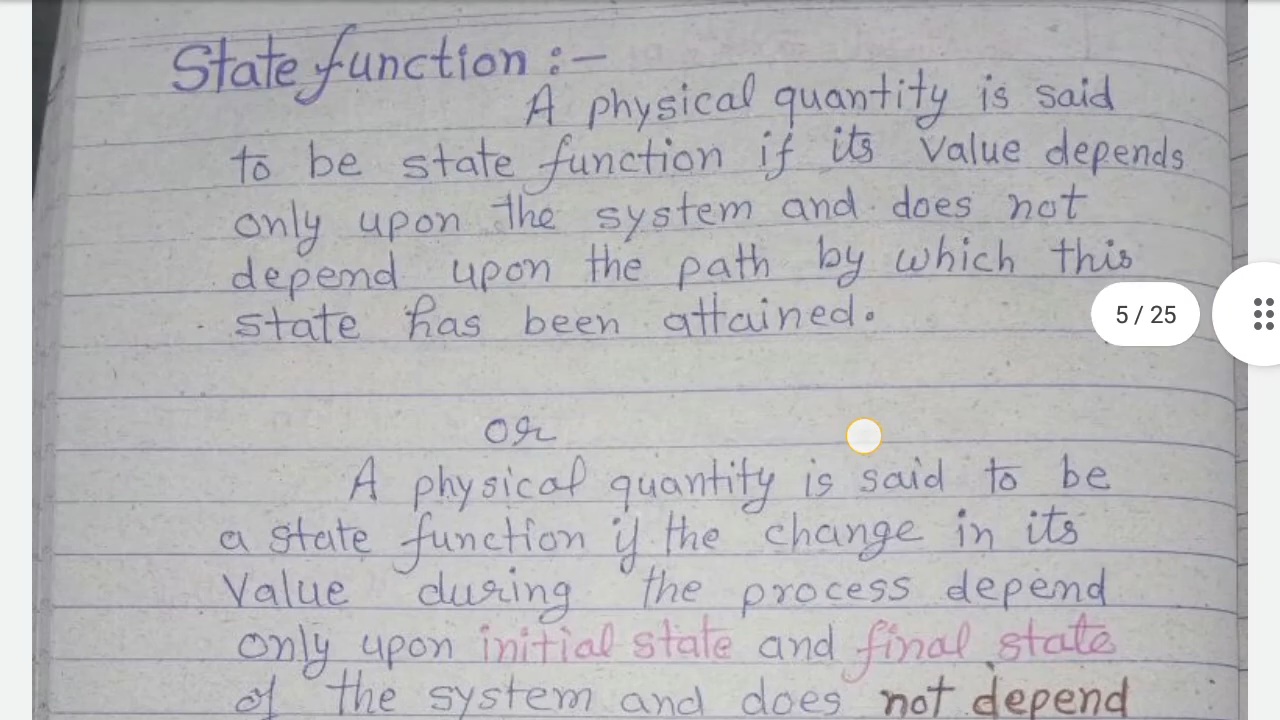 State function :-
A physical quantity is said
to be state function if its value depends
only upon the system and does not
depend upon the path by which this
state has been attained.
5 / 25
or
A physical quantity is said to be
a state function if the change in its
Value during the process depend
only upon initial state and final state
of the system and does not depend